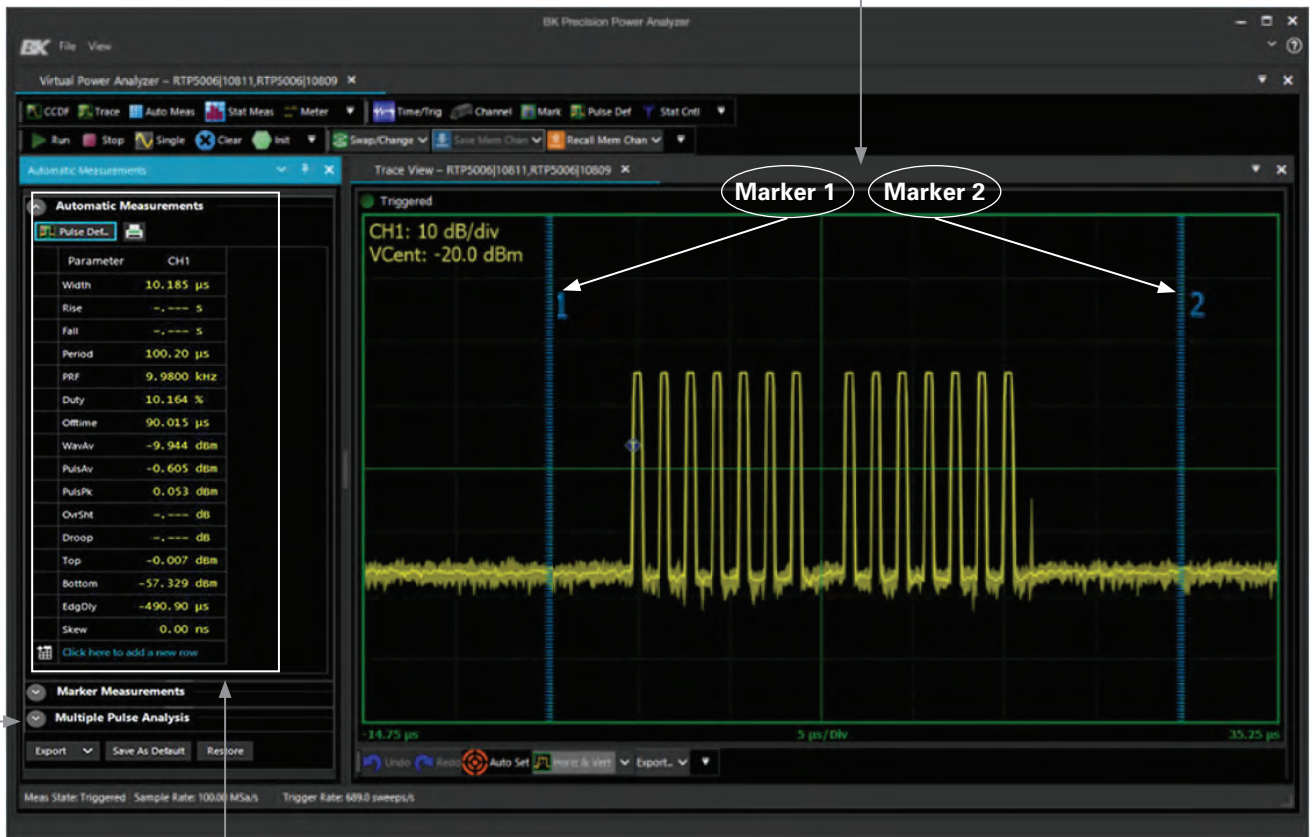 BK Precision Power Analyzer
BK File View
Virtual Power Analyzer – RTP5006|10811,RTP5006|10809
CCDF Trace Auto Meas Stat Meas Meter Time/Trig Channel Mark Pulse Def Stat Cntl
Run Stop Single Clear Init Swap/Change Save Mem Chan Recall Mem Chan
Automatic Measurements
Trace View – RTP5006|10811,RTP5006|10809
Automatic Measurements
Pulse Def...
Parameter CH1
Width 10.185 µs
Rise -.--- s
Fall -.--- s
Period 100.20 µs
PRF 9.9800 kHz
Duty 10.164 %
Offtime 90.015 µs
WavAv -9.944 dBm
PulsAv -0.605 dBm
PulsPk 0.053 dBm
OvrSht -.--- dB
Droop -.--- dB
Top -0.007 dBm
Bottom -57.329 dBm
EdgDly -490.90 µs
Skew 0.00 ns
Click here to add a new row
Marker Measurements
Multiple Pulse Analysis
Export Save As Default Restore
Triggered
Marker 1 Marker 2
CH1: 10 dB/div
VCent: -20.0 dBm
1 2
-14.75 µs 5 µs/Div 35.25 µs
Undo Redo Auto Set Horiz & Vert Export...
Meas State: Triggered Sample Rate: 100.00 MSa/s Trigger Rate: 689.0 sweeps/s